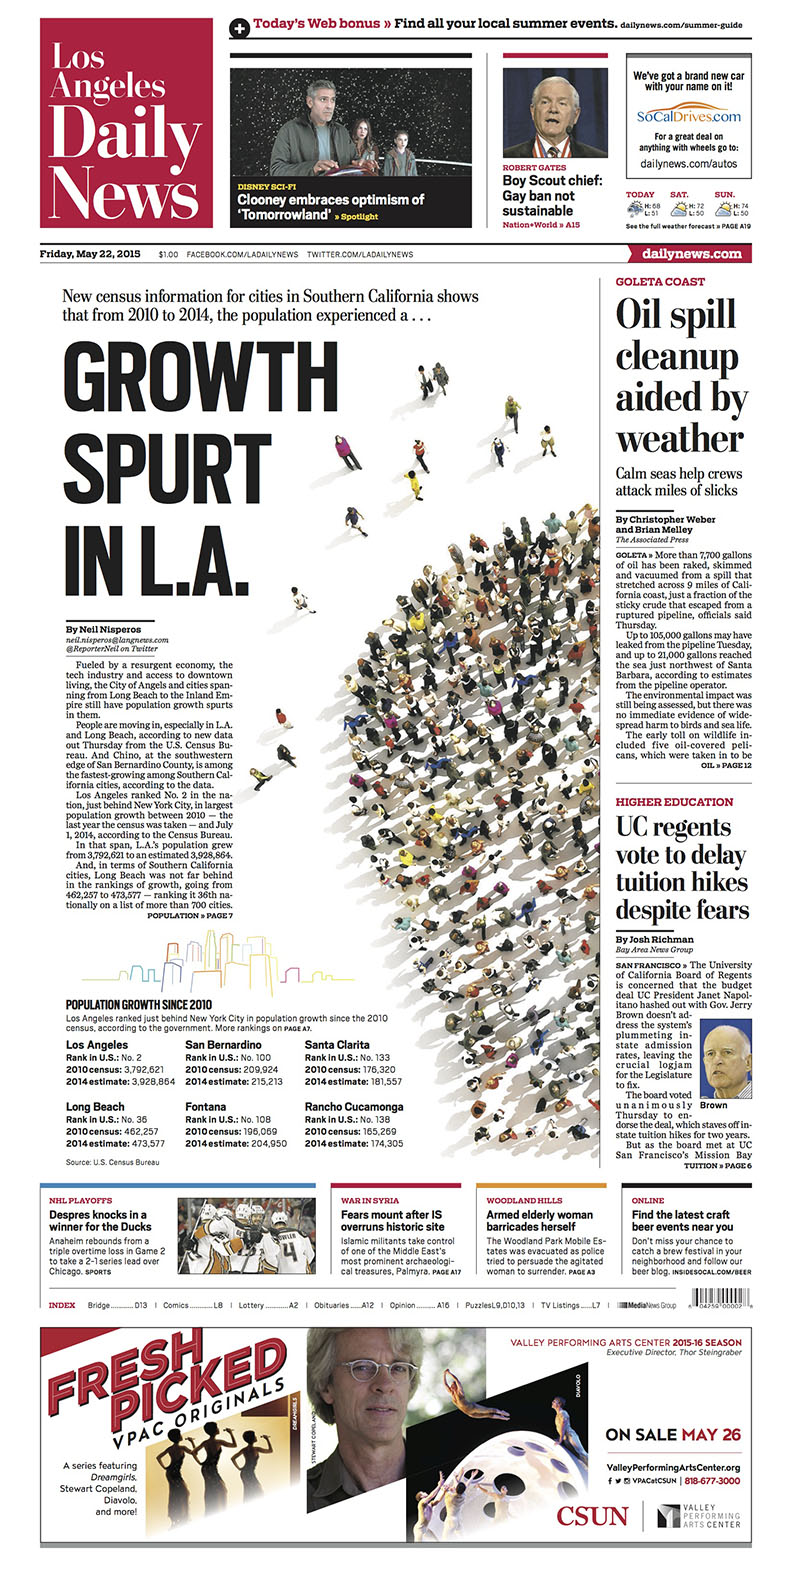 Los
Angeles
Daily
News
Today's Web bonus » Find all your local summer events. dailynews.com/summer-guide
DISNEY SCI-FI
Clooney embraces optimism of
‘Tomorrowland’ » Spotlight
ROBERT GATES
Boy Scout chief:
Gay ban not
sustainable
Nation+World » A15
We've got a brand new car
with your name on it!
SoCalDrives.com
For a great deal on
anything with wheels go to:
dailynews.com/autos
TODAY SAT. SUN.
H: 68 H: 72 H: 74
L: 51 L: 50 L: 50
See the full weather forecast » PAGE A19
Friday, May 22, 2015 $1.00 FACEBOOK.COM/LADAILYNEWS TWITTER.COM/LADAILYNEWS
dailynews.com
New census information for cities in Southern California shows
that from 2010 to 2014, the population experienced a . . .
GROWTH
SPURT
IN L.A.
By Neil Nisperos
neil.nisperos@langnews.com
@ReporterNeil on Twitter
Fueled by a resurgent economy, the
tech industry and access to downtown
living, the City of Angels and cities span-
ning from Long Beach to the Inland Em-
pire still have population growth spurts
in them.
People are moving in, especially in L.A.
and Long Beach, according to new data
out Thursday from the U.S. Census Bu-
reau. And Chino, at the southwestern
edge of San Bernardino County, is among
the fastest-growing among Southern Cal-
ifornia cities, according to the data.
Los Angeles ranked No. 2 in the na-
tion, just behind New York City, in largest
population growth between 2010 — the
last year the census was taken — and July
1, 2014, according to the Census Bureau.
In that span, L.A.'s population grew
from 3,792,621 to an estimated 3,928,864.
And, in terms of Southern California
cities, Long Beach was not far behind
in the rankings of growth, going from
462,257 to 473,577 — ranking it 36th na-
tionally on a list of more than 700 cities.
POPULATION » PAGE 7
POPULATION GROWTH SINCE 2010
Los Angeles ranked just behind New York City in population growth since the 2010
census, according to the government. More rankings on PAGE A7.
Los Angeles
Rank in U.S.: No. 2
2010 census: 3,792,621
2014 estimate: 3,928,864
San Bernardino
Rank in U.S.: No. 100
2010 census: 209,924
2014 estimate: 215,213
Santa Clarita
Rank in U.S.: No. 133
2010 census: 176,320
2014 estimate: 181,557
Long Beach
Rank in U.S.: No. 36
2010 census: 462,257
2014 estimate: 473,577
Fontana
Rank in U.S.: No. 108
2010 census: 196,069
2014 estimate: 204,950
Rancho Cucamonga
Rank in U.S.: No. 138
2010 census: 165,269
2014 estimate: 174,305
Source: U.S. Census Bureau
GOLETA COAST
Oil spill
cleanup
aided by
weather
Calm seas help crews
attack miles of slicks
By Christopher Weber
and Brian Melley
The Associated Press
GOLETA » More than 7,700 gallons
of oil has been raked, skimmed
and vacuumed from a spill that
stretched across 9 miles of Cali-
fornia coast, just a fraction of the
sticky crude that escaped from a
ruptured pipeline, officials said
Thursday.
Up to 105,000 gallons may have
leaked from the pipeline Tuesday,
and up to 21,000 gallons reached
the sea just northwest of Santa
Barbara, according to estimates
from the pipeline operator.
The environmental impact was
still being assessed, but there was
no immediate evidence of wide-
spread harm to birds and sea life.
The early toll on wildlife in-
cluded five oil-covered peli-
cans, which were taken in to be
OIL » PAGE 12
HIGHER EDUCATION
UC regents
vote to delay
tuition hikes
despite fears
By Josh Richman
Bay Area News Group
SAN FRANCISCO » The University
of California Board of Regents
is concerned that the budget
deal UC President Janet Napol-
itano hashed out with Gov. Jerry
Brown doesn't ad-
dress the system's
plummeting in-
state admission
rates, leaving the
crucial logjam
for the Legislature
to fix.
The board voted
unanimously
Thursday to en-
dorse the deal, which staves off in-
state tuition hikes for two years.
But as the board met at UC
San Francisco's Mission Bay
TUITION » PAGE 6
Brown
NHL PLAYOFFS
Despres knocks in a
winner for the Ducks
Anaheim rebounds from a
triple overtime loss in Game 2
to take a 2-1 series lead over
Chicago. SPORTS
FOWLER
4
WAR IN SYRIA
Fears mount after IS
overruns historic site
Islamic militants take control
of one of the Middle East's
most prominent archaeologi-
cal treasures, Palmyra. PAGE A17
WOODLAND HILLS
Armed elderly woman
barricades herself
The Woodland Park Mobile Es-
tates was evacuated as police
tried to persuade the agitated
woman to surrender. PAGE A3
ONLINE
Find the latest craft
beer events near you
Don't miss your chance to
catch a brew festival in your
neighborhood and follow our
beer blog. INSIDESOCAL.COM/BEER
INDEX Bridge............D13 | Comics..........L8 | Lottery..........A2 | Obituaries.....A12 | Opinion.........A16 | Puzzles L9,D10,13 | TV Listings.....L7 | MediaNews Group
6 04259 00002 6
FRESH
PICKED
VPAC ORIGINALS
A series featuring
Dreamgirls,
Stewart Copeland,
Diavolo,
and more!
DREAMGIRLS
STEWART COPELAND
DIAVOLO
VALLEY PERFORMING ARTS CENTER 2015-16 SEASON
Executive Director, Thor Steingraber
ON SALE MAY 26
ValleyPerformingArtsCenter.org
VPACatCSUN | 818-677-3000
CSUN
VALLEY
PERFORMING
ARTS CENTER